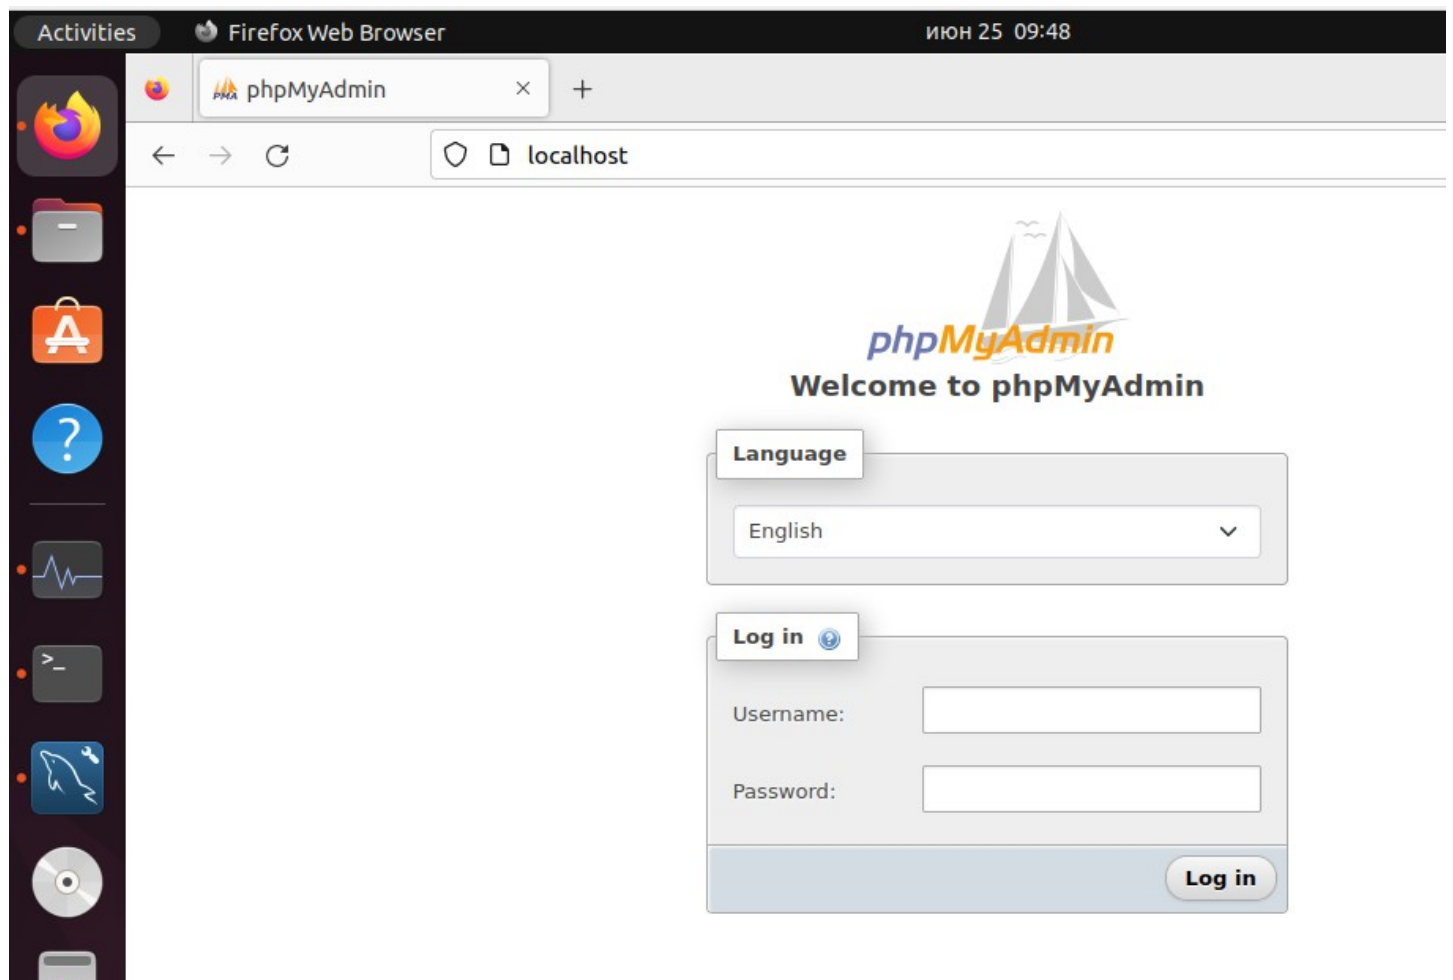 Activities Firefox Web Browser июн 25 09:48
PMA phpMyAdmin
localhost
phpMyAdmin
Welcome to phpMyAdmin
Language
English
Log in ?
Username:
Password:
Log in